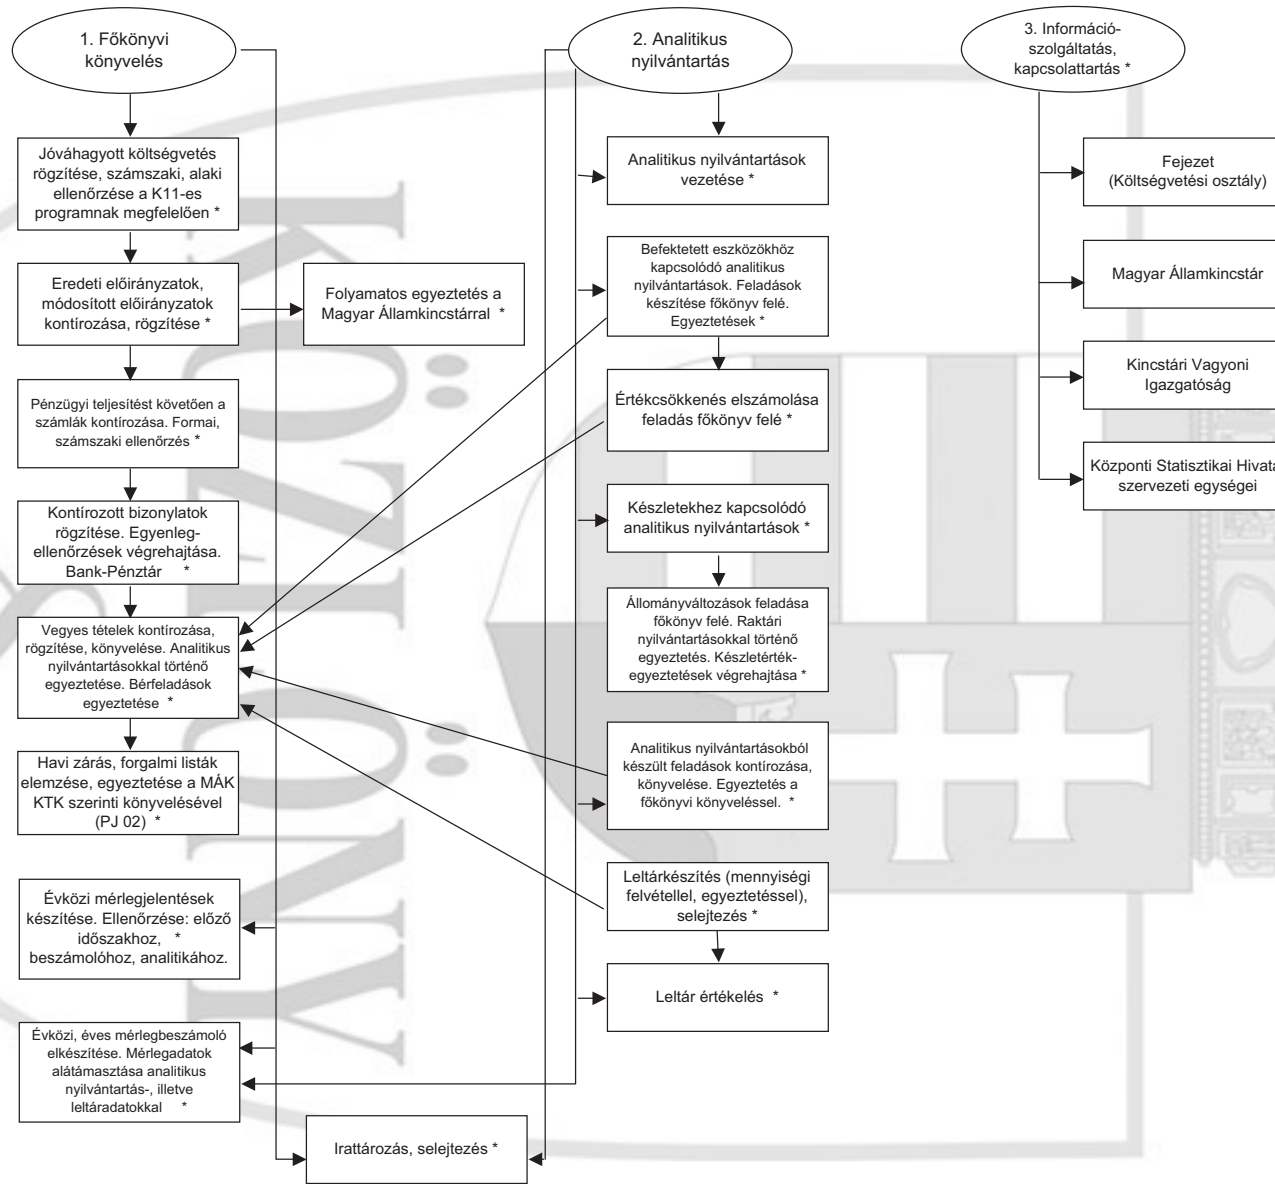 1. Főkönyvi
könyvelés
Jóváhagyott költségvetés
rögzítése, számszaki, alaki
ellenőrzése a K11-es
programnak megfelelően *
Eredeti előirányzatok,
módosított előirányzatok
kontírozása, rögzítése *
Folyamatos egyeztetés a
Magyar Államkincstárral *
Pénzügyi teljesítést követően a
számlák kontírozása. Formai,
számszaki ellenőrzés *
Kontírozott bizonylatok
rögzítése. Egyenleg-
ellenőrzések végrehajtása.
Bank-Pénztár *
Vegyes tételek kontírozása,
rögzítése, könyvelése. Analitikus
nyilvántartásokkal történő
egyeztetése. Bérfeladások
egyeztetése *
Havi zárás, forgalmi listák
elemzése, egyeztetése a MÁK
KTK szerinti könyvelésével
(PJ 02) *
Évközi mérlegjelentések
készítése. Ellenőrzése: előző
időszakhoz, *
beszámolóhoz, analitikához.
Évközi, éves mérlegbeszámoló
elkészítése. Mérlegadatok
alátámasztása analitikus
nyilvántartás-, illetve
leltáradatokkal *
Irattározás, selejtezés *
2. Analitikus
nyilvántartás
Analitikus nyilvántartások
vezetése *
Befektetett eszközökhöz
kapcsolódó analitikus
nyilvántartások. Feladások
készítése főkönyv felé.
Egyeztetések *
Értékcsökkenés elszámolása
feladás főkönyv felé *
Készletekhez kapcsolódó
analitikus nyilvántartások *
Állományváltozások feladása
főkönyv felé. Raktári
nyilvántartásokkal történő
egyeztetés. Készletérték-
egyeztetések végrehajtása *
Analitikus nyilvántartásokból
készült feladások kontírozása,
könyvelése. Egyeztetés a
főkönyvi könyveléssel. *
Leltárkészítés (mennyiségi
felvétellel, egyeztetéssel),
selejtezés *
Leltár értékelés *
3. Információ-
szolgáltatás,
kapcsolattartás *
Fejezet
(Költségvetési osztály)
Magyar Államkincstár
Kincstári Vagyoni
Igazgatóság
Központi Statisztikai Hivata
szervezeti egységei
KÖZLÖNY